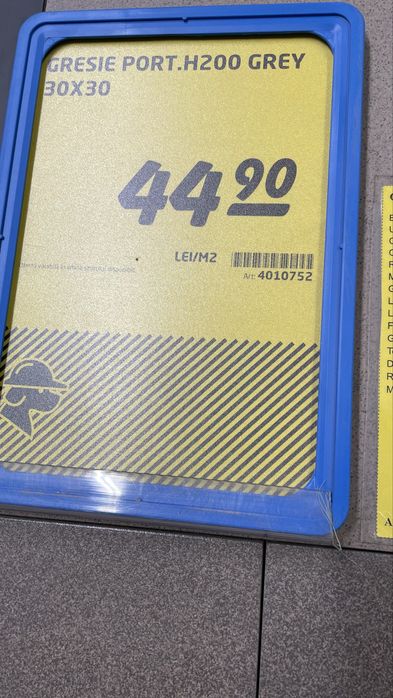 GRESIE PORT.H200 GREY
30X30
44 90
LEI/M2
Art: 4010752